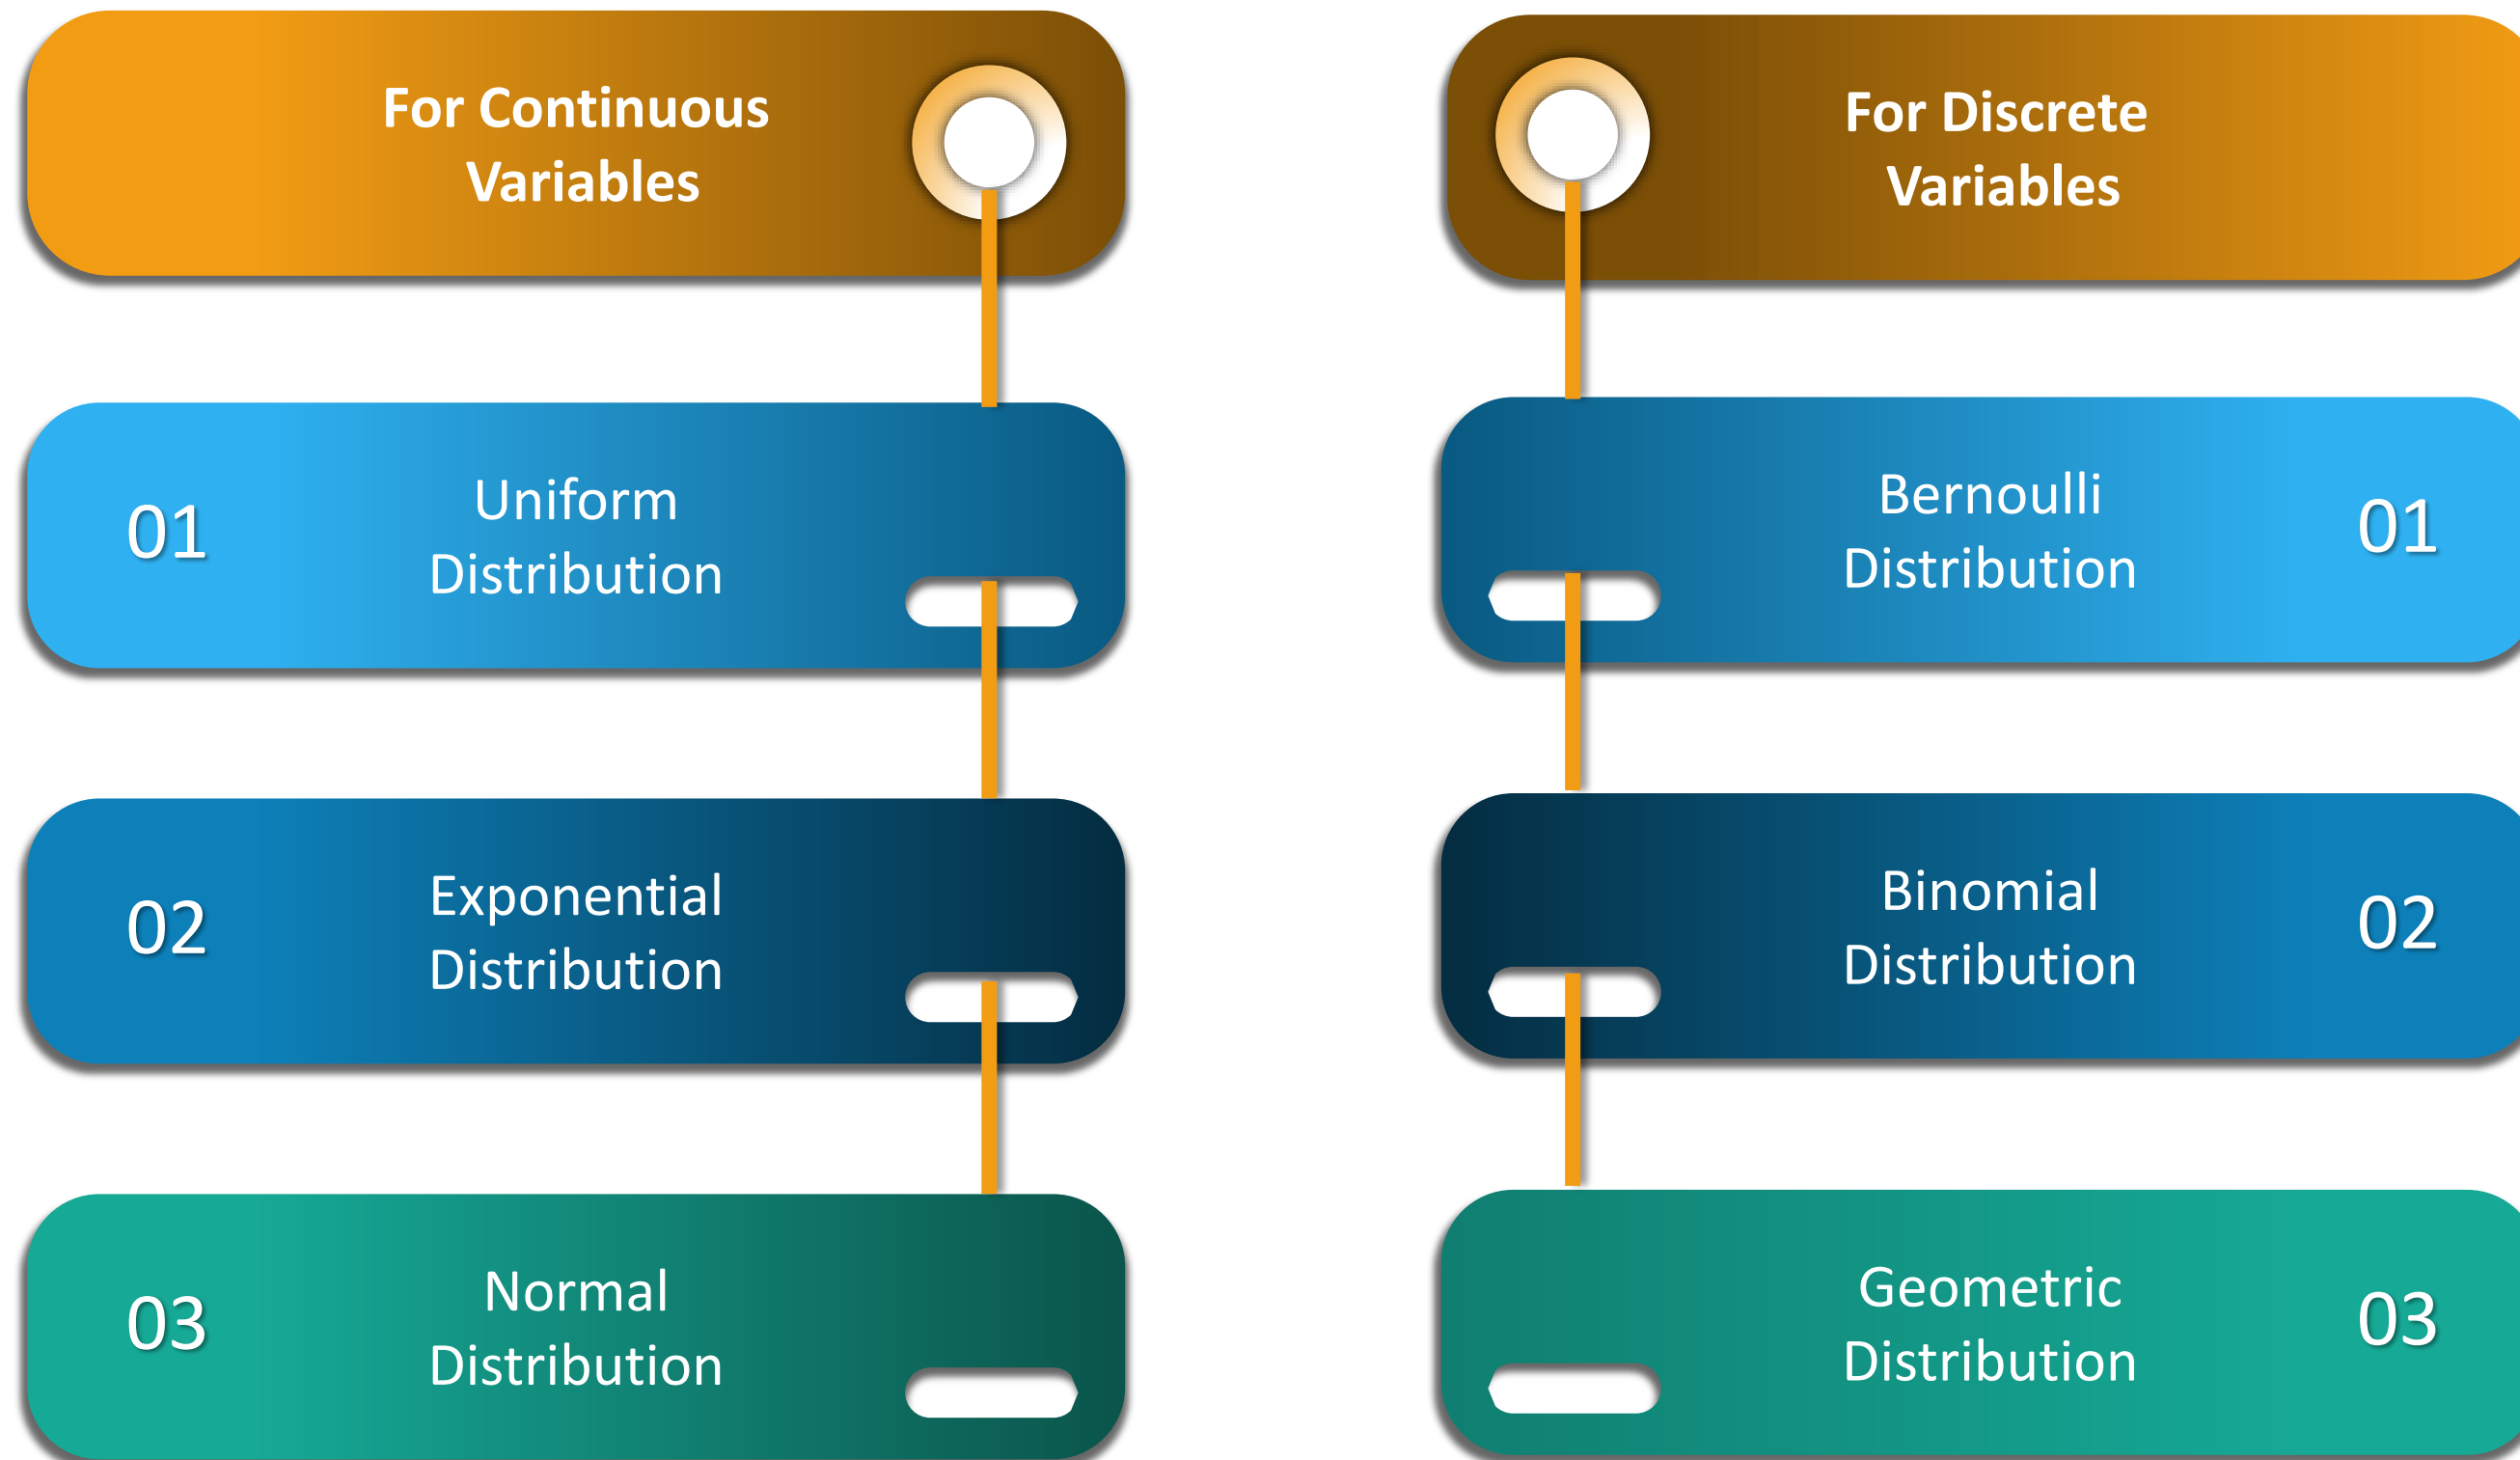 For Continuous
Variables
01
Uniform
Distribution
02
Exponential
Distribution
03
Normal
Distribution
For Discrete
Variables
Bernoulli
Distribution
01
Binomial
Distribution
02
Geometric
Distribution
03